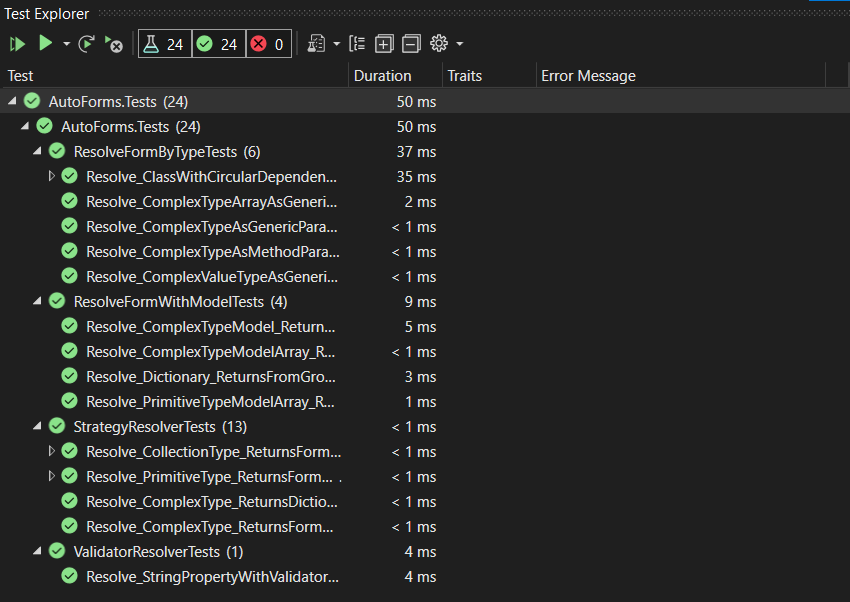 Test Explorer
24 24 0
Test Duration Traits Error Message
AutoForms.Tests (24) 50 ms
AutoForms.Tests (24) 50 ms
ResolveFormByTypeTests (6) 37 ms
Resolve_ClassWithCircularDependen... 35 ms
Resolve_ComplexTypeArrayAsGeneri... 2 ms
Resolve_ComplexTypeAsGenericPara... < 1 ms
Resolve_ComplexTypeAsMethodPara... < 1 ms
Resolve_ComplexValueTypeAsGeneri... < 1 ms
ResolveFormWithModelTests (4) 9 ms
Resolve_ComplexTypeModel_Return... 5 ms
Resolve_ComplexTypeModelArray_R... < 1 ms
Resolve_Dictionary_ReturnsFromGro... 3 ms
Resolve_PrimitiveTypeModelArray_R... 1 ms
StrategyResolverTests (13) < 1 ms
Resolve_CollectionType_ReturnsForm... < 1 ms
Resolve_PrimitiveType_ReturnsForm... . < 1 ms
Resolve_ComplexType_ReturnsDictio... < 1 ms
Resolve_ComplexType_ReturnsForm... < 1 ms
ValidatorResolverTests (1) 4 ms
Resolve_StringPropertyWithValidator... 4 ms